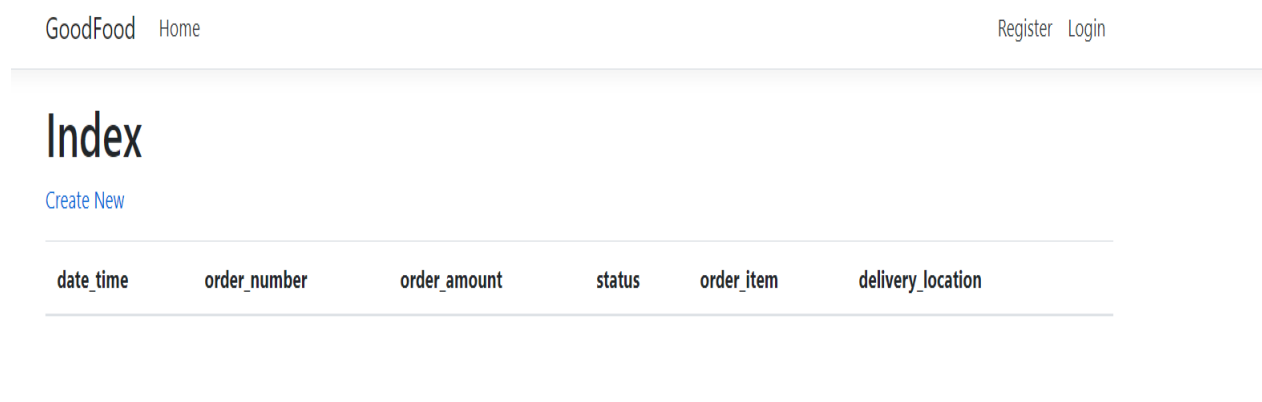 GoodFood Home Register Login
Index
Create New
date_time order_number order_amount status order_item delivery_location